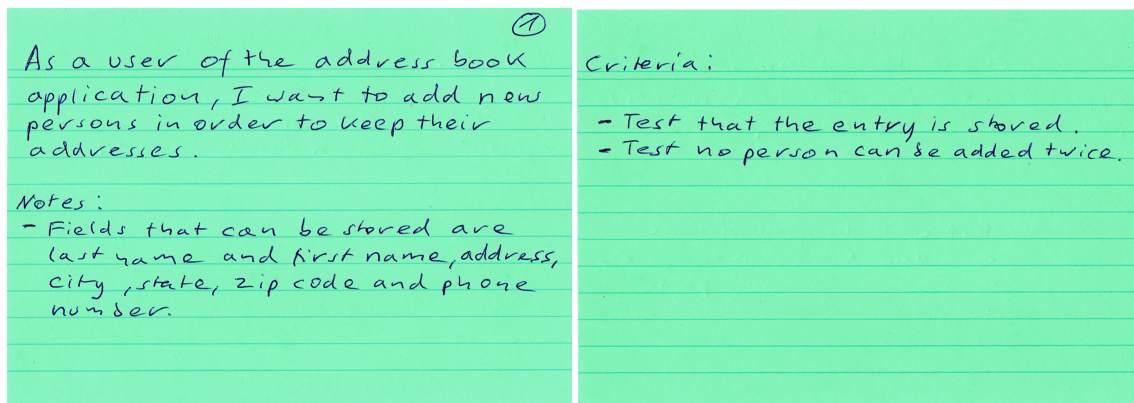 1
As a user of the address book
application, I want to add new
persons in order to keep their
addresses.
Notes:
- Fields that can be stored are
last name and first name, address,
city, state, zip code and phone
number.
Criteria:
- Test that the entry is stored.
- Test no person can be added twice.